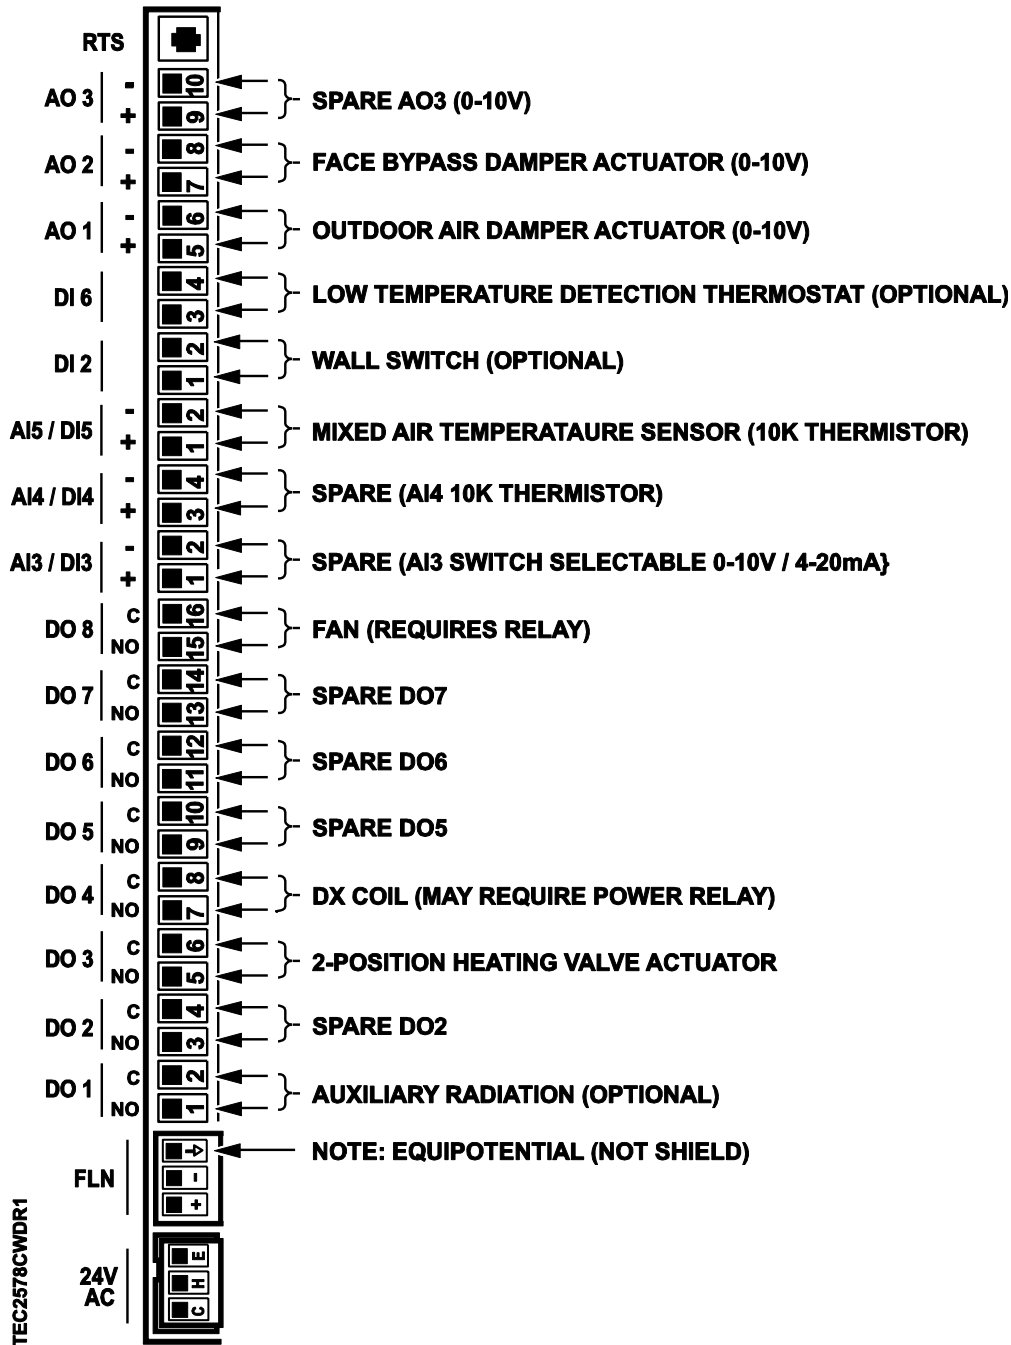 RTS
AO 3 - 10 SPARE AO3 (0-10V)
+ 9
AO 2 - 8 FACE BYPASS DAMPER ACTUATOR (0-10V)
+ 7
AO 1 - 6 OUTDOOR AIR DAMPER ACTUATOR (0-10V)
+ 5
DI 6 4 LOW TEMPERATURE DETECTION THERMOSTAT (OPTIONAL)
3
DI 2 2 WALL SWITCH (OPTIONAL)
1
AI5 / DI5 - 2 MIXED AIR TEMPERATAURE SENSOR (10K THERMISTOR)
+ 1
AI4 / DI4 - 4 SPARE (AI4 10K THERMISTOR)
+ 3
AI3 / DI3 - 2 SPARE (AI3 SWITCH SELECTABLE 0-10V / 4-20mA}
+ 1
DO 8 C 16 FAN (REQUIRES RELAY)
NO 15
DO 7 C 14 SPARE DO7
NO 13
DO 6 C 12 SPARE DO6
NO 11
DO 5 C 10 SPARE DO5
NO 9
DO 4 C 8 DX COIL (MAY REQUIRE POWER RELAY)
NO 7
DO 3 C 6 2-POSITION HEATING VALVE ACTUATOR
NO 5
DO 2 C 4 SPARE DO2
NO 3
DO 1 C 2 AUXILIARY RADIATION (OPTIONAL)
NO 1
NOTE: EQUIPOTENTIAL (NOT SHIELD)
FLN -
+
24V E
AC H
C
TEC2578CWDR1